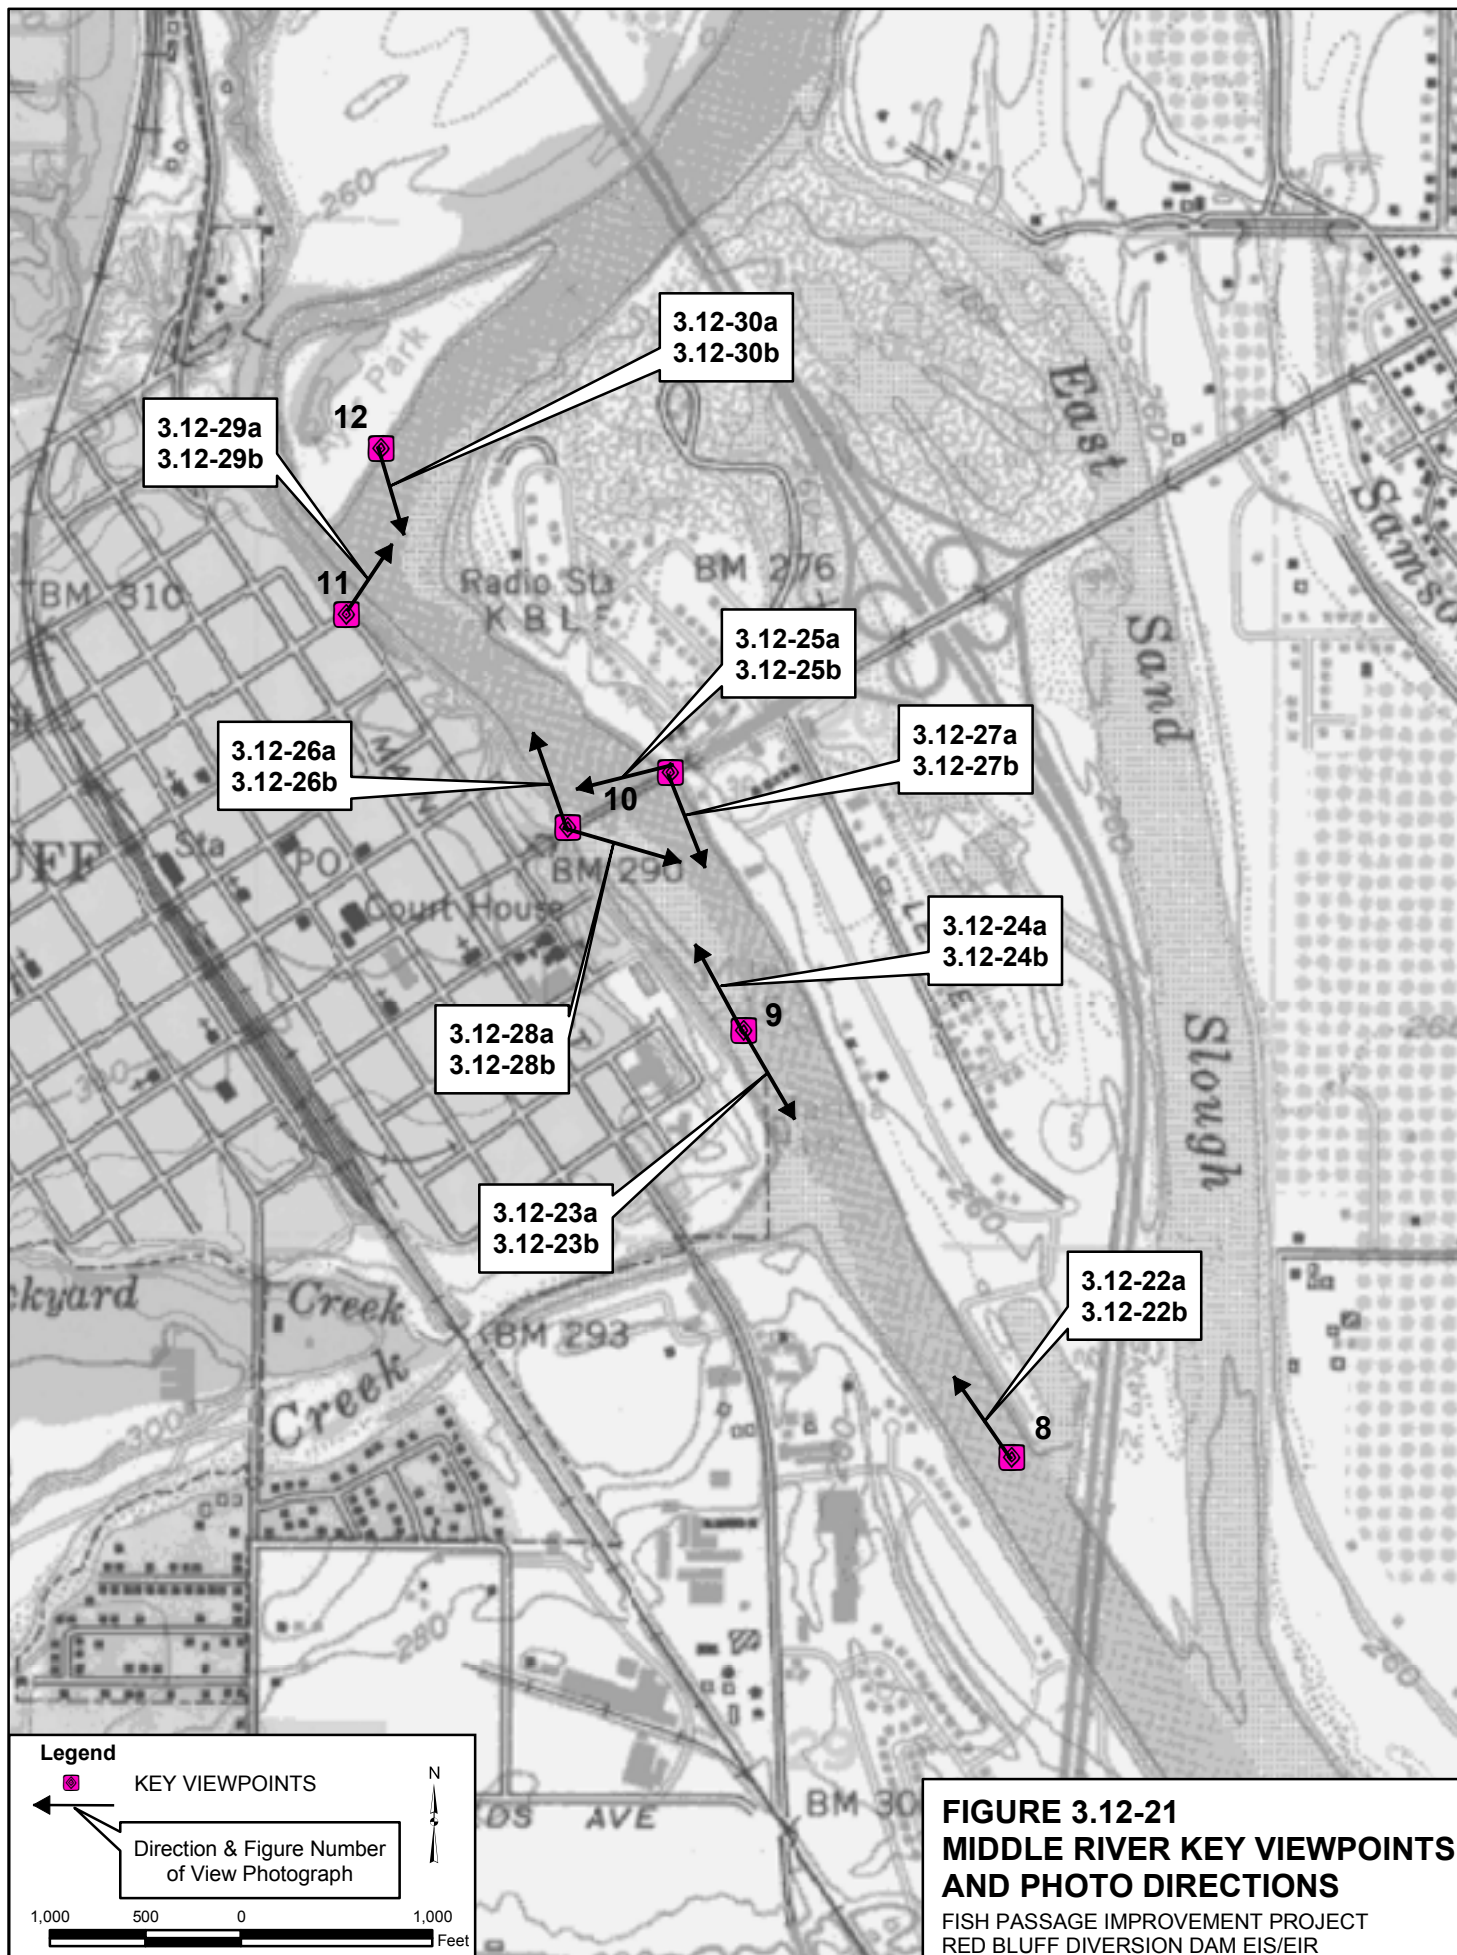 260
3.12-30a
3.12-30b
12
Park
3.12-29a
3.12-29b
11
BM 310
Radio Sta
K B L F
BM 276
3.12-25a
3.12-25b
East
Sand
Slough
260
200
3.12-26a
3.12-26b
MAIN
10
3.12-27a
3.12-27b
Sta
PO
BM 290
Court House
3.12-24a
3.12-24b
9
3.12-28a
3.12-28b
3.12-23a
3.12-23b
260
3.12-22a
3.12-22b
8
Creek
BM 293
Creek
300
280
260
AVE
Legend
KEY VIEWPOINTS
N
Direction & Figure Number
of View Photograph
1,000 500 0 1,000
Feet
FIGURE 3.12-21
MIDDLE RIVER KEY VIEWPOINTS
AND PHOTO DIRECTIONS
FISH PASSAGE IMPROVEMENT PROJECT
RED BLUFF DIVERSION DAM EIS/EIR